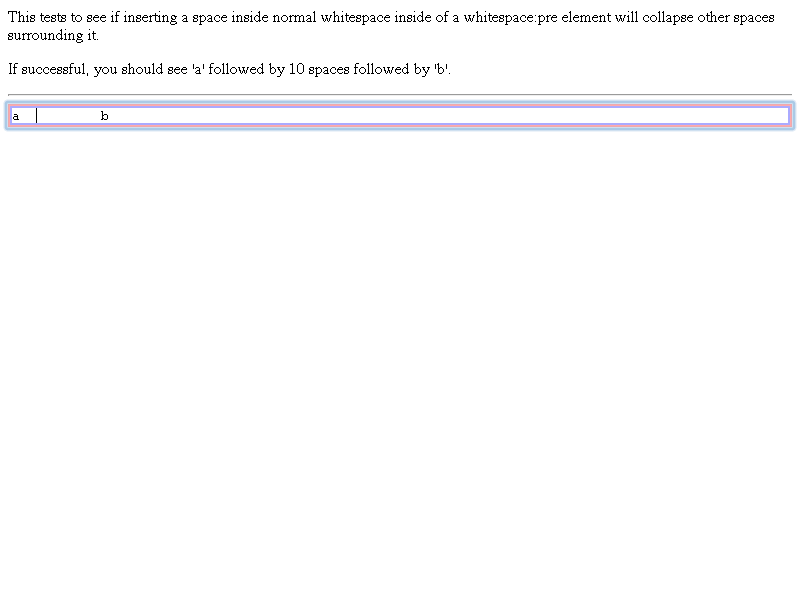 This tests to see if inserting a space inside normal whitespace inside of a whitespace:pre element will collapse other spaces
surrounding it.
If successful, you should see 'a' followed by 10 spaces followed by 'b'.
a          b